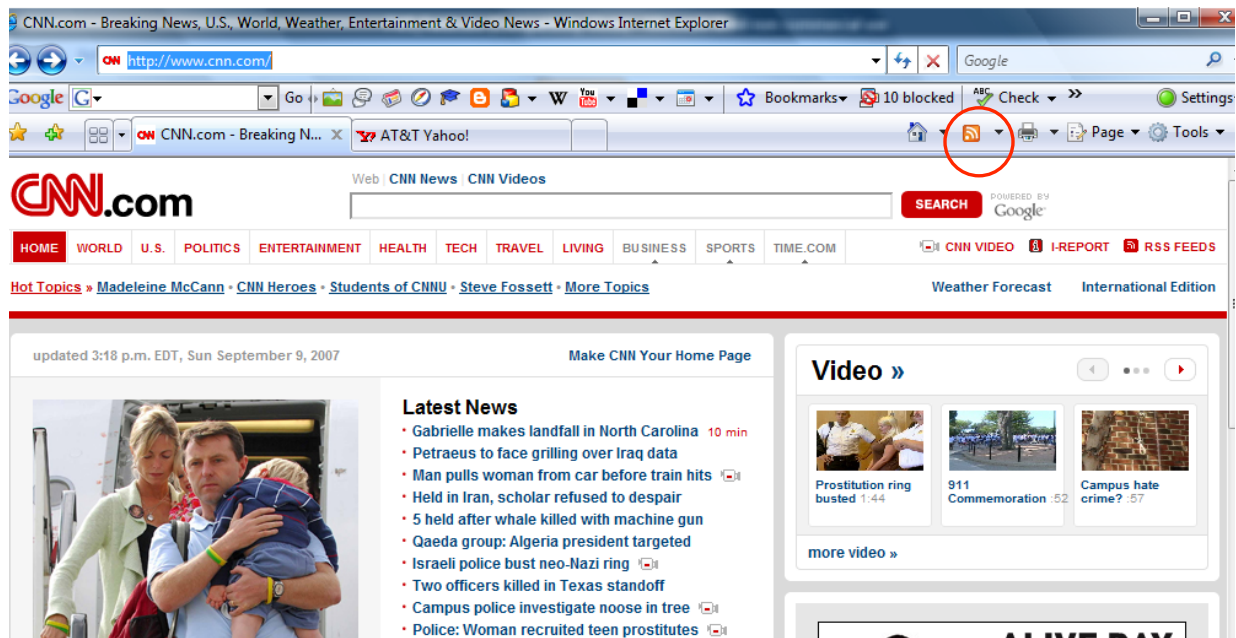 CNN.com - Breaking News, U.S., World, Weather, Entertainment & Video News - Windows Internet Explorer
CNN http://www.cnn.com/
Google
Google G Go W You Tube Bookmarks 10 blocked ABC Check » Settings
CNN CNN.com - Breaking N... X Y? AT&T Yahoo! Page Tools
CNN.com
Web | CNN News | CNN Videos
SEARCH POWERED BY Google
HOME WORLD U.S. POLITICS ENTERTAINMENT HEALTH TECH TRAVEL LIVING BUSINESS SPORTS TIME.COM CNN VIDEO I-REPORT RSS FEEDS
Hot Topics » Madeleine McCann • CNN Heroes • Students of CNNU • Steve Fossett • More Topics Weather Forecast International Edition
updated 3:18 p.m. EDT, Sun September 9, 2007 Make CNN Your Home Page
Latest News
• Gabrielle makes landfall in North Carolina 10 min
• Petraeus to face grilling over Iraq data
• Man pulls woman from car before train hits
• Held in Iran, scholar refused to despair
• 5 held after whale killed with machine gun
• Qaeda group: Algeria president targeted
• Israeli police bust neo-Nazi ring
• Two officers killed in Texas standoff
• Campus police investigate noose in tree
• Police: Woman recruited teen prostitutes
Video »
Prostitution ring
busted 1:44
911
Commemoration :52
Campus hate
crime? :57
more video »
ALIVE DAY